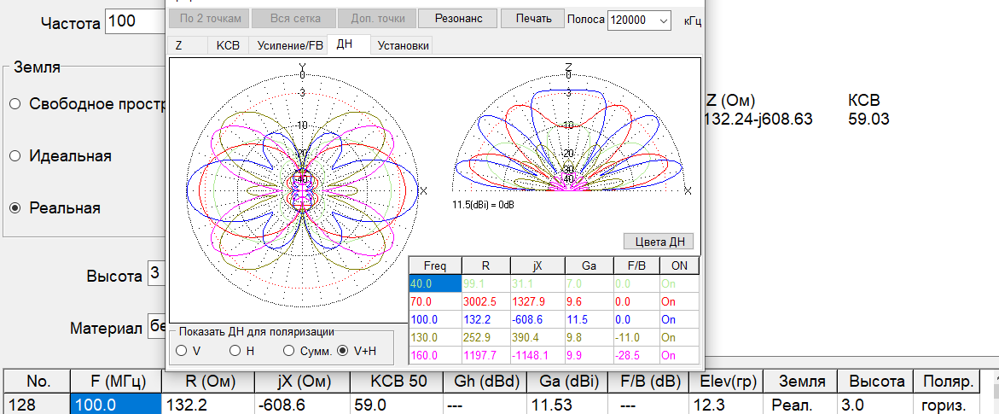 По 2 точкам Вся сетка Доп. точки Резонанс Печать Полоса 120000 кГц
Частота 100
Z КСВ Усиление/FB ДН Установки
Земля
Свободное простр
Идеальная
Реальная
Высота 3
Материал бе
Y
0
-3
-10
-20
-30
-40
X
Z
0
-3
-10
-20
-30
-40
X
11.5(dBi) = 0dB
Цвета ДН
Z (Ом) КСВ
132.24-j608.63 59.03
Freq R jX Ga F/B ON
40.0 99.1 31.1 7.0 0.0 On
70.0 3002.5 1327.9 9.6 0.0 On
100.0 132.2 -608.6 11.5 0.0 On
130.0 252.9 390.4 9.8 -11.0 On
160.0 1197.7 -1148.1 9.9 -28.5 On
Показать ДН для поляризации
V H Сумм. V+H
No. F (МГц) R (Ом) jX (Ом) КСВ 50 Gh (dBd) Ga (dBi) F/B (dB) Elev(гр) Земля Высота Поляр.
128 100.0 132.2 -608.6 59.0 --- 11.53 --- 12.3 Реал. 3.0 гориз.